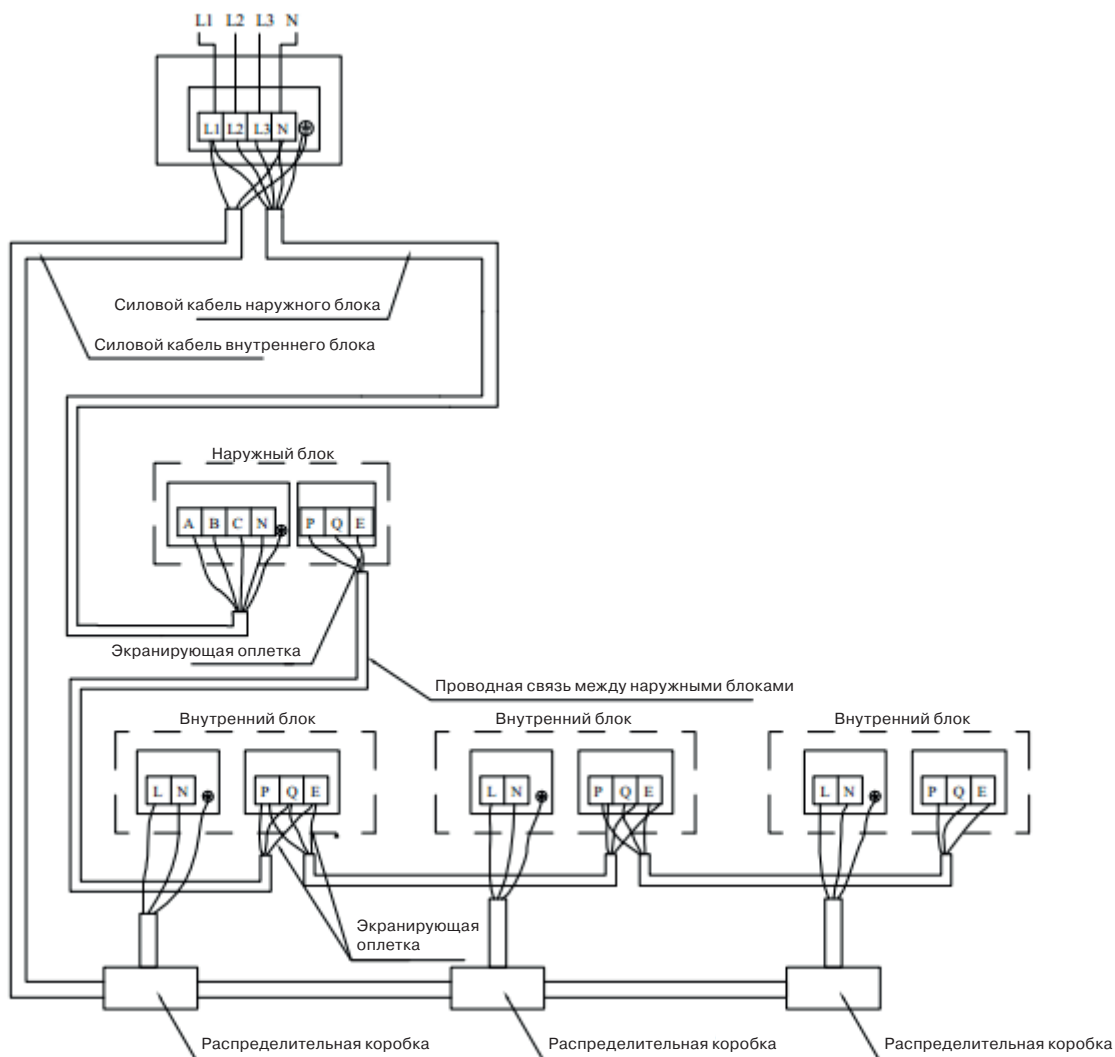 L1 L2 L3 N
L1 L2 L3 N
Силовой кабель наружного блока
Силовой кабель внутреннего блока
Наружный блок
A B C N P Q E
Экранирующая оплетка
Проводная связь между наружными блоками
Внутренний блок Внутренний блок Внутренний блок
L N P Q E L N P Q E L N P Q E
Экранирующая
оплетка
Распределительная коробка Распределительная коробка Распределительная коробка